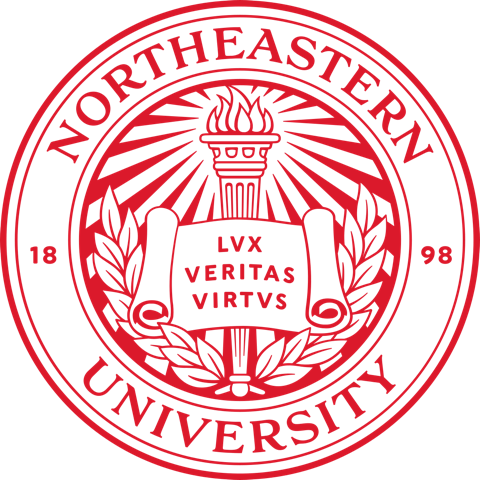 NORTHEASTERN
18 98
LVX
VERITAS
VIRTVS
UNIVERSITY